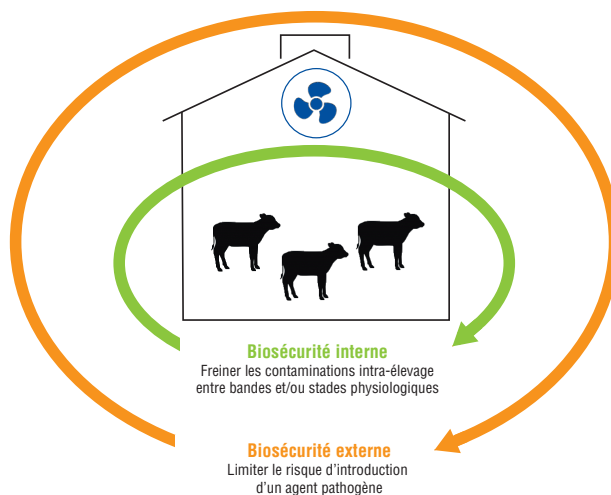 Biosécurité interne
Freiner les contaminations intra-élevage
entre bandes et/ou stades physiologiques
Biosécurité externe
Limiter le risque d'introduction
d'un agent pathogène